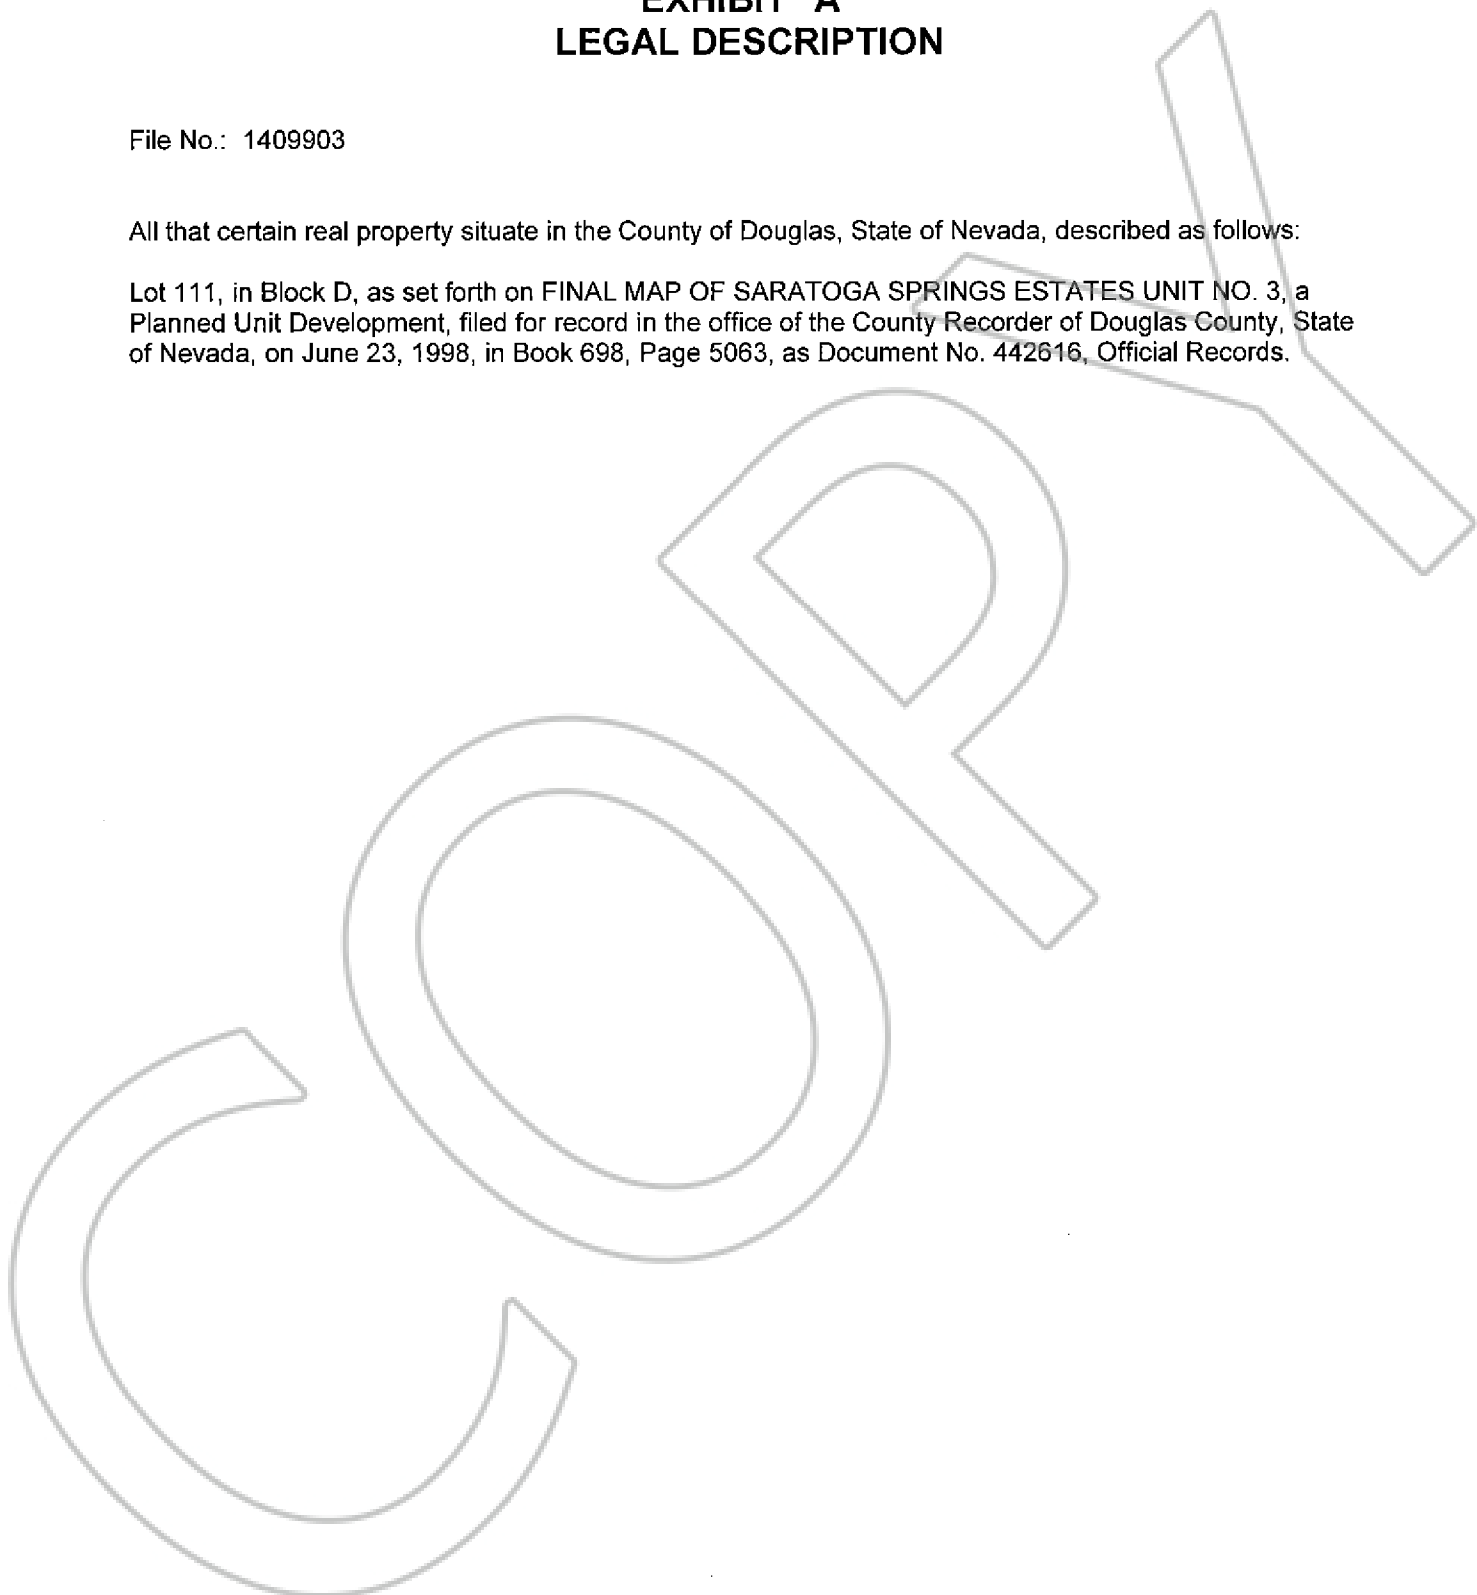 EXHIBIT "A"
LEGAL DESCRIPTION
File No.: 1409903
All that certain real property situate in the County of Douglas, State of Nevada, described as follows:
Lot 111, in Block D, as set forth on FINAL MAP OF SARATOGA SPRINGS ESTATES UNIT NO. 3, a
Planned Unit Development, filed for record in the office of the County Recorder of Douglas County, State
of Nevada, on June 23, 1998, in Book 698, Page 5063, as Document No. 442616, Official Records.
COPY